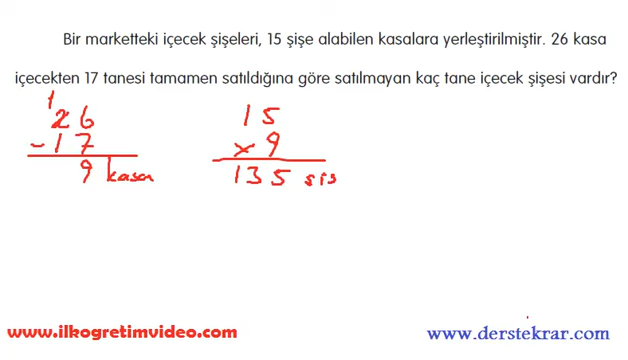 Bir marketteki içecek şişeleri, 15 şişe alabilen kasalara yerleştirilmiştir. 26 kasa
içecekten 17 tanesi tamamen satıldığına göre satılmayan kaç tane içecek şişesi vardır?
1
26
15
-17
x 9
9 kasa
135 şiş
www.ilkogretimvideo.com
www.derstekrar.com